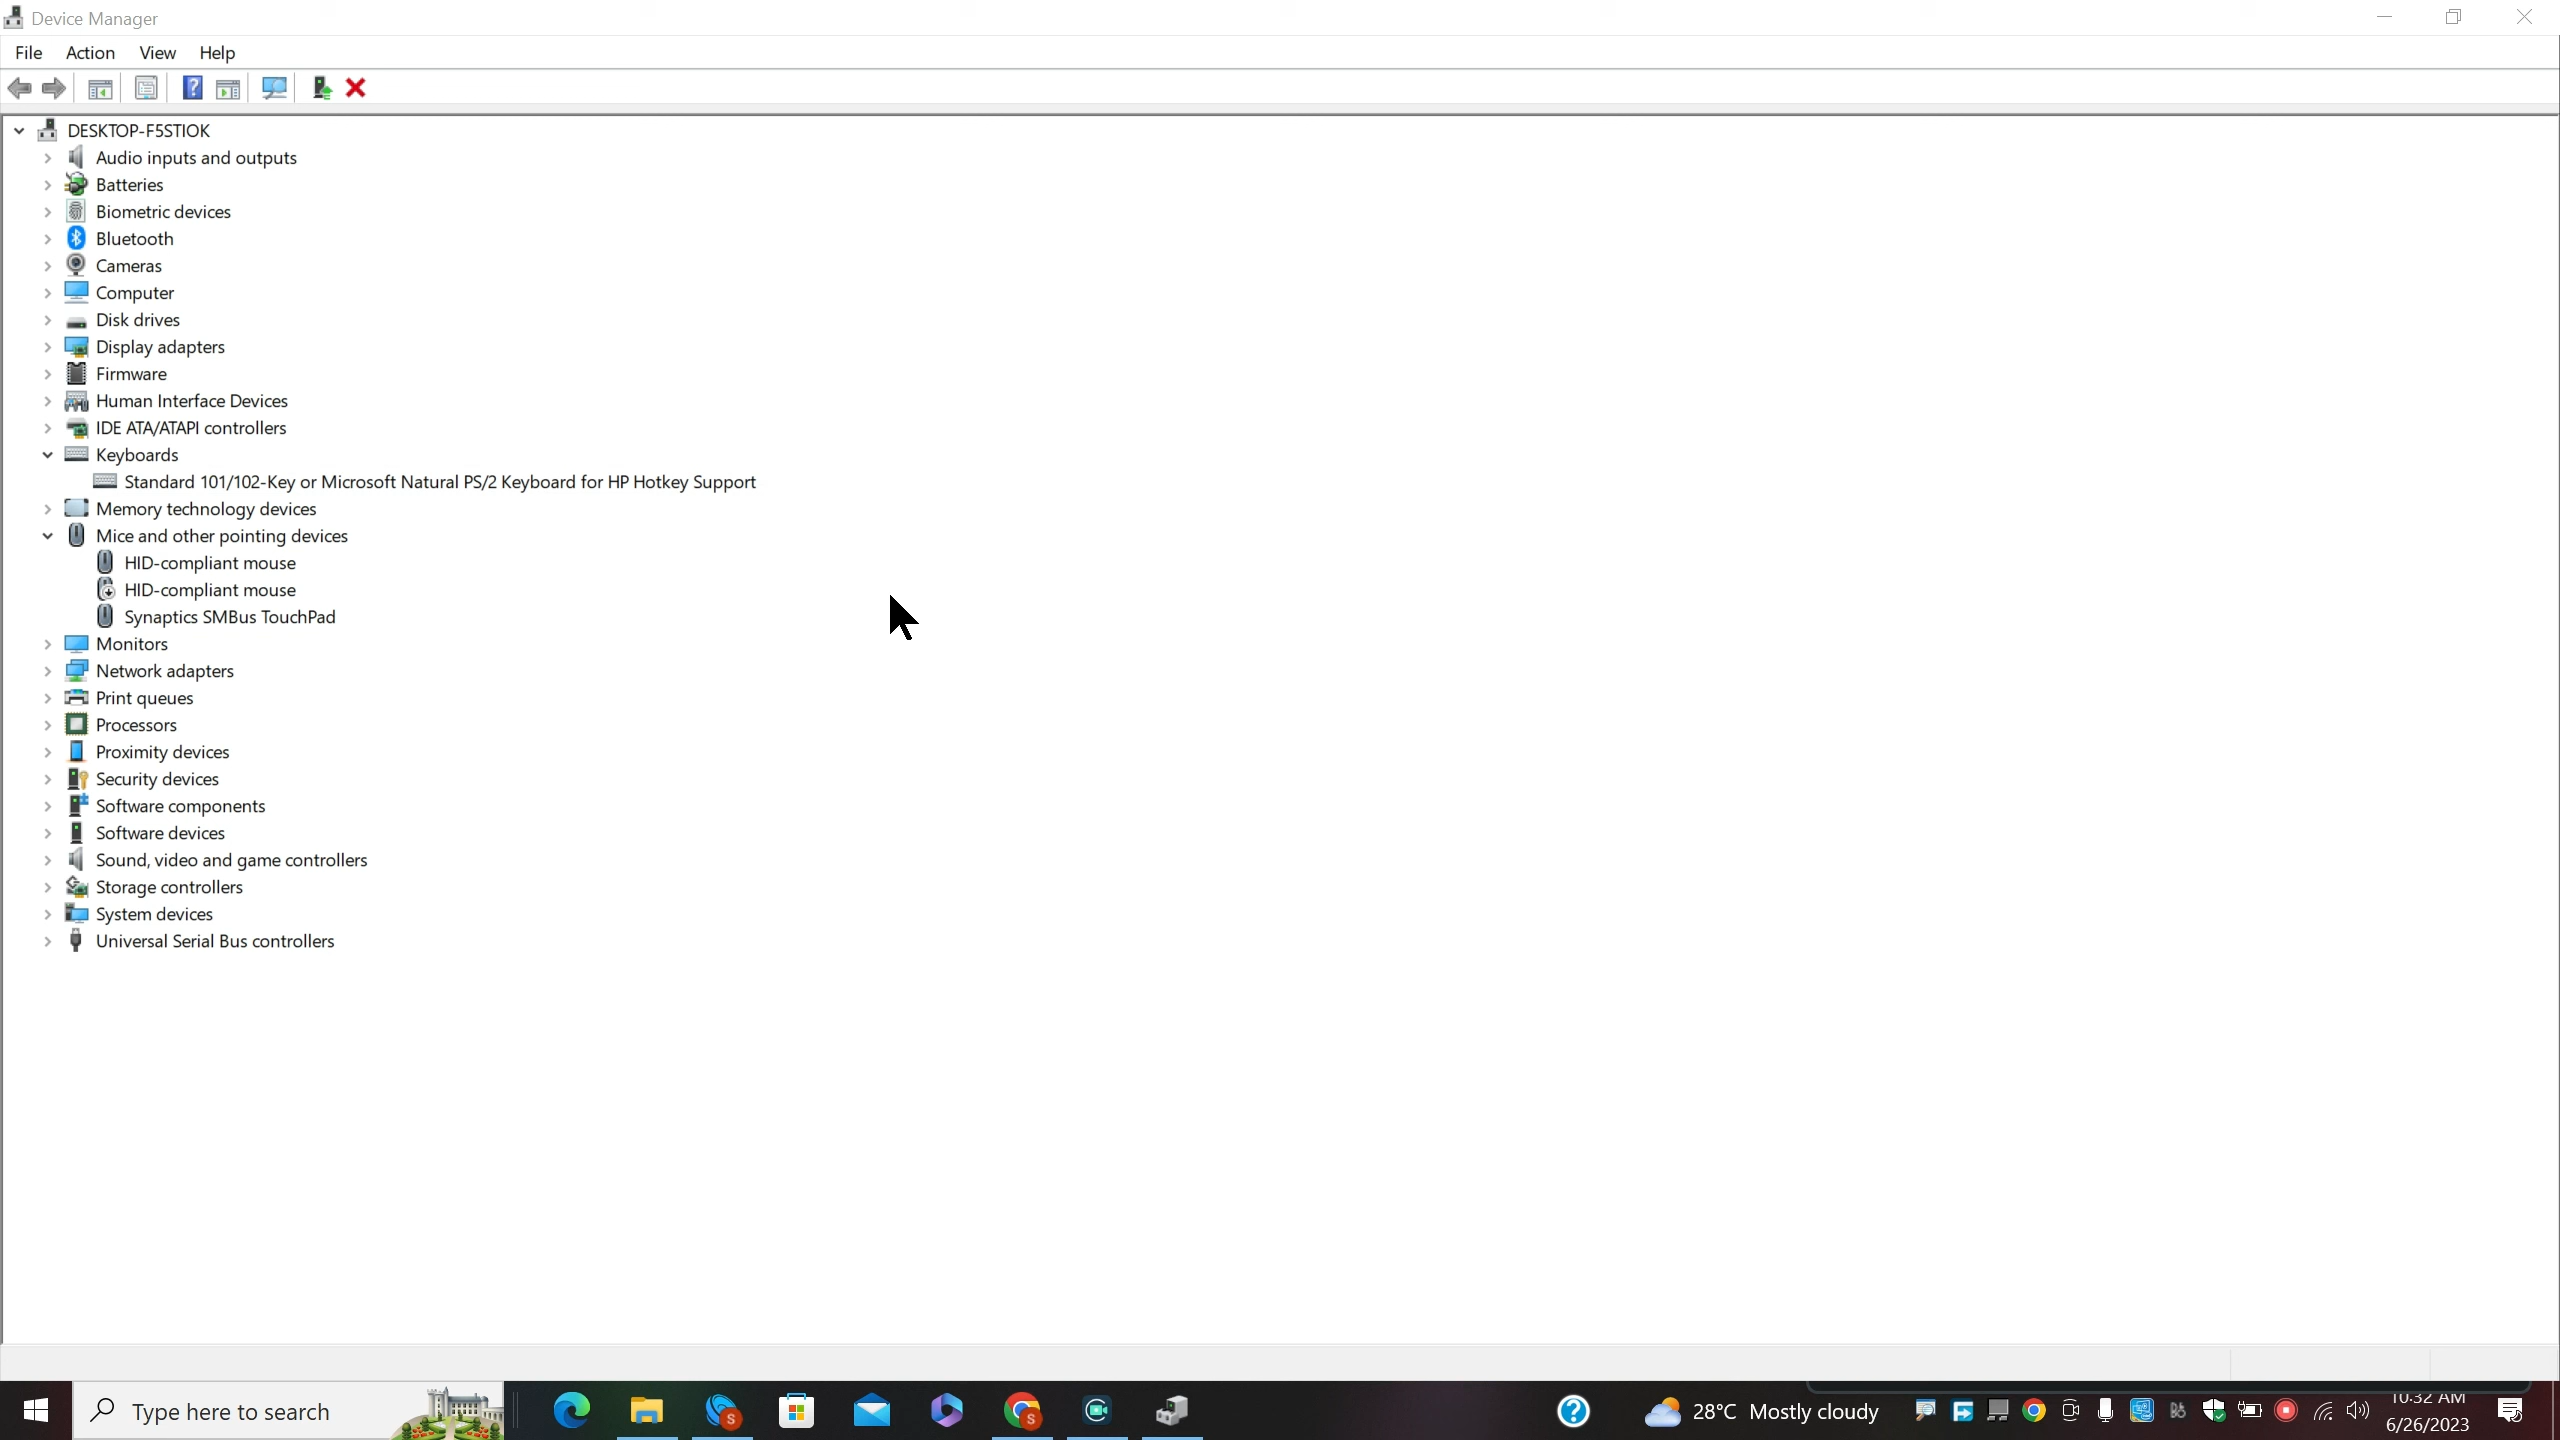 Device Manager
File Action View Help
DESKTOP-F5STIOK
Audio inputs and outputs
Batteries
Biometric devices
Bluetooth
Cameras
Computer
Disk drives
Display adapters
Firmware
Human Interface Devices
IDE ATA/ATAPI controllers
Keyboards
Standard 101/102-Key or Microsoft Natural PS/2 Keyboard for HP Hotkey Support
Memory technology devices
Mice and other pointing devices
HID-compliant mouse
HID-compliant mouse
Synaptics SMBus TouchPad
Monitors
Network adapters
Print queues
Processors
Proximity devices
Security devices
Software components
Software devices
Sound, video and game controllers
Storage controllers
System devices
Universal Serial Bus controllers
Type here to search
28°C Mostly cloudy
10:32 AM
6/26/2023